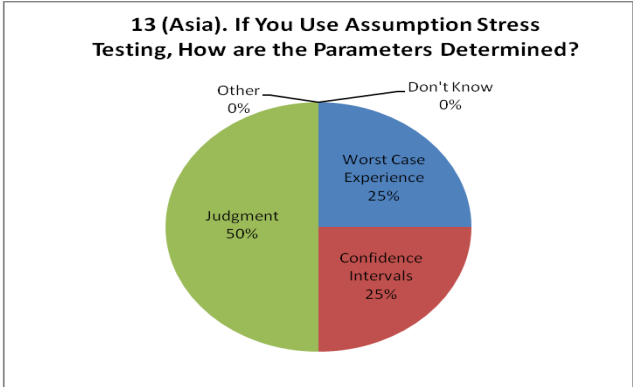 13 (Asia). If You Use Assumption Stress
Testing, How are the Parameters Determined?
Other
0%
Don't Know
0%
Worst Case
Experience
25%
Judgment
50%
Confidence
Intervals
25%